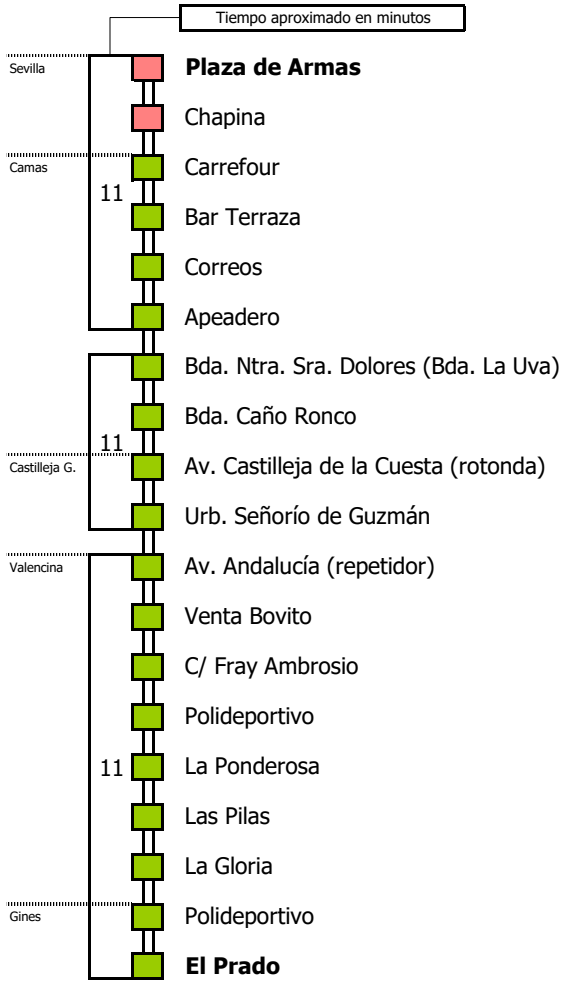 Tiempo aproximado en minutos
Sevilla
Plaza de Armas
Chapina
Camas
Carrefour
11
Bar Terraza
Correos
Apeadero
Bda. Ntra. Sra. Dolores (Bda. La Uva)
Bda. Caño Ronco
11
Castilleja G.
Av. Castilleja de la Cuesta (rotonda)
Urb. Señorío de Guzmán
Valencina
Av. Andalucía (repetidor)
Venta Bovito
C/ Fray Ambrosio
Polideportivo
11
La Ponderosa
Las Pilas
La Gloria
Gines
Polideportivo
El Prado